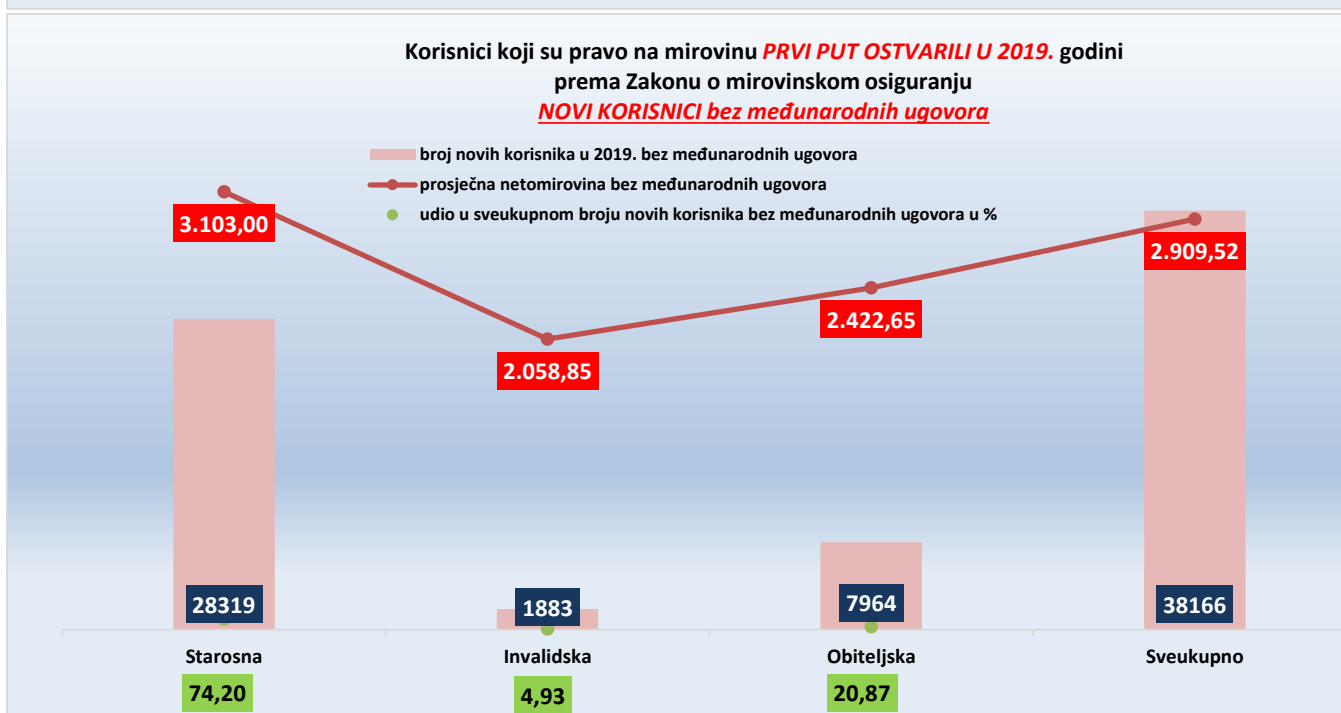 Korisnici koji su pravo na mirovinu PRVI PUT OSTVARILI U 2019. godini
prema Zakonu o mirovinskom osiguranju
NOVI KORISNICI bez međunarodnih ugovora
broj novih korisnika u 2019. bez međunarodnih ugovora
prosječna netomirovina bez međunarodnih ugovora
udio u sveukupnom broju novih korisnika bez međunarodnih ugovora u %
3.103,00
2.058,85
2.422,65
2.909,52
28319
1883
7964
38166
Starosna
Invalidska
Obiteljska
Sveukupno
74,20
4,93
20,87